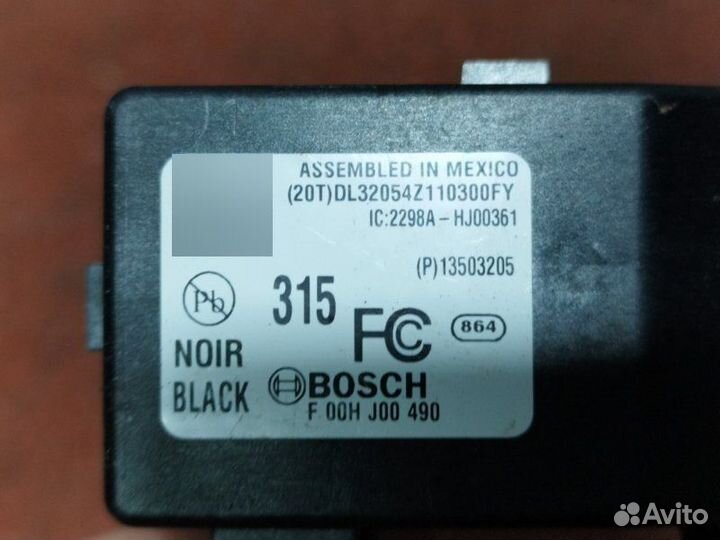 ASSEMBLED IN MEXICO
(20T)DL32054Z110300FY
IC:2298A-HJ00361
(P)13503205
Pb
315
FC
864
NOIR
BLACK
BOSCH
F 00H J00 490
Avito